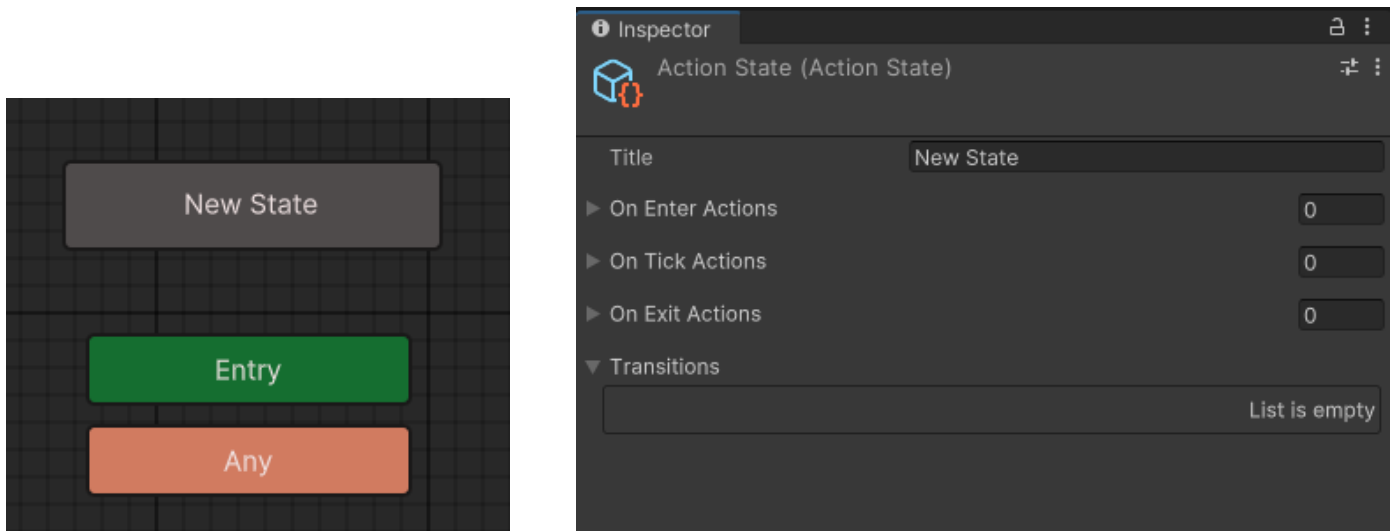 New State
Entry
Any
Inspector
Action State (Action State)
Title New State
On Enter Actions 0
On Tick Actions 0
On Exit Actions 0
Transitions
List is empty